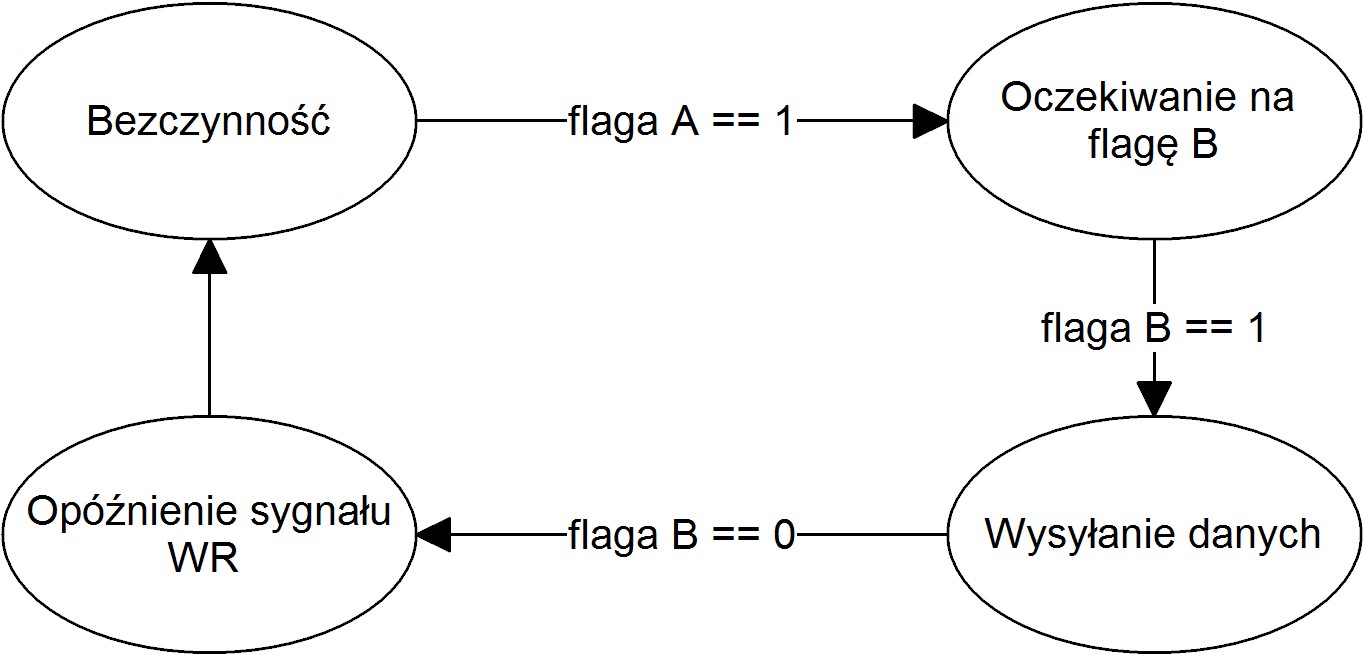 Bezczynność
flaga A == 1
Oczekiwanie na
flagę B
flaga B == 1
Opóźnienie sygnału
WR
flaga B == 0
Wysyłanie danych